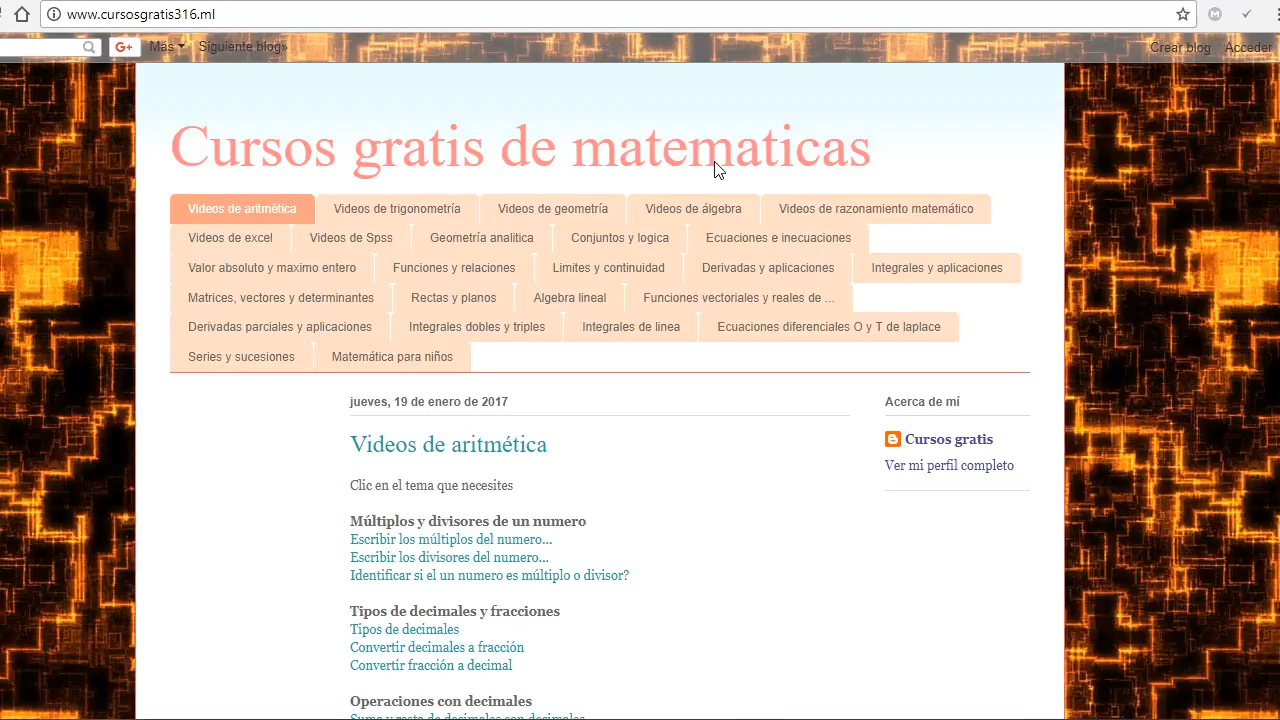 www.cursosgratis316.ml
G+ Más Siguiente blog» Crear blog Acceder
Cursos gratis de matematicas
Videos de aritmética Videos de trigonometría Videos de geometría Videos de álgebra Videos de razonamiento matemático
Videos de excel Videos de Spss Geometría analitica Conjuntos y logica Ecuaciones e inecuaciones
Valor absoluto y maximo entero Funciones y relaciones Limites y continuidad Derivadas y aplicaciones Integrales y aplicaciones
Matrices, vectores y determinantes Rectas y planos Algebra lineal Funciones vectoriales y reales de ...
Derivadas parciales y aplicaciones Integrales dobles y triples Integrales de linea Ecuaciones diferenciales O y T de laplace
Series y sucesiones Matemática para niños
jueves, 19 de enero de 2017
Videos de aritmética
Clic en el tema que necesites
Múltiplos y divisores de un numero
Escribir los múltiplos del numero...
Escribir los divisores del numero...
Identificar si el un numero es múltiplo o divisor?
Tipos de decimales y fracciones
Tipos de decimales
Convertir decimales a fracción
Convertir fracción a decimal
Operaciones con decimales
Suma y resta de decimales con decimales
Acerca de mí
Cursos gratis
Ver mi perfil completo